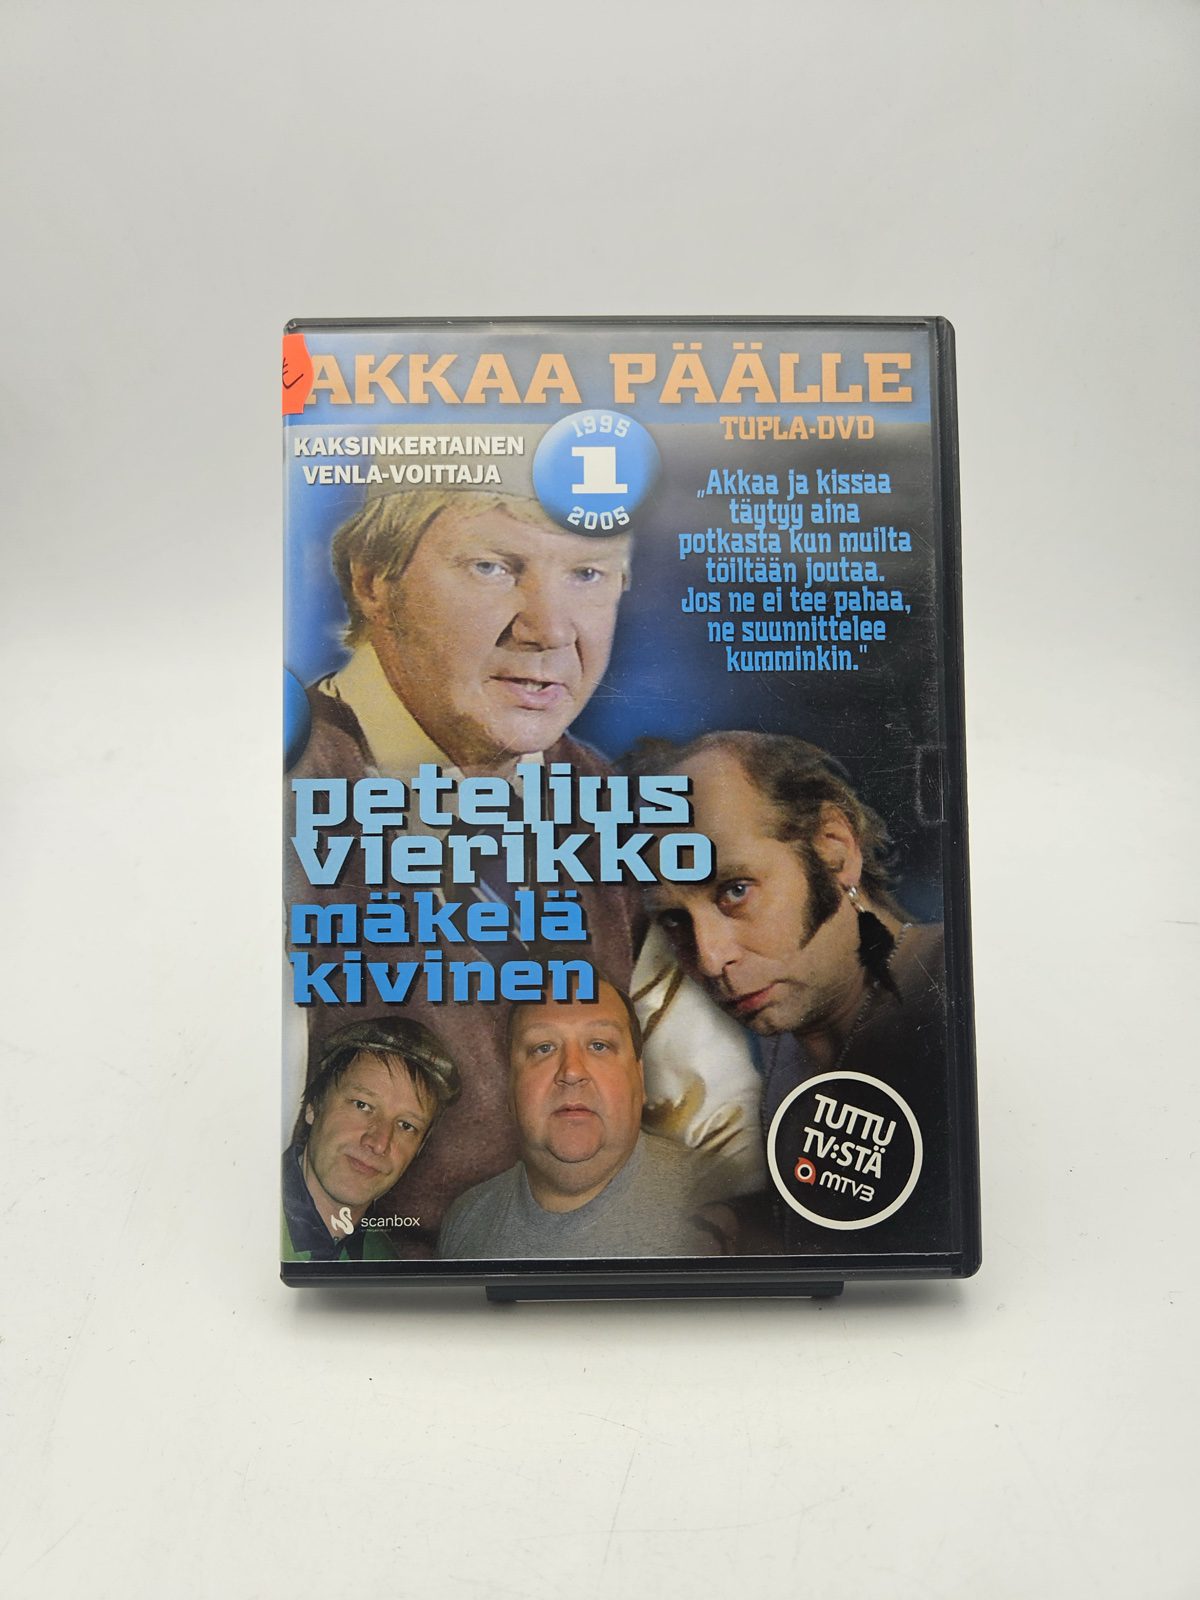 AKKAA PÄÄLLE
TUPLA-DVD
KAKSINKERTAINEN
VENLA-VOITTAJA
1995
1
2005
„Akkaa ja kissaa
täytyy aina
potkasta kun muilta
töiltään joutaa.
Jos ne ei tee pahaa,
ne suunnittelee
kumminkin."
petelius
vierikko
mäkelä
kivinen
TUTTU
TV:STÄ
MTV3
scanbox